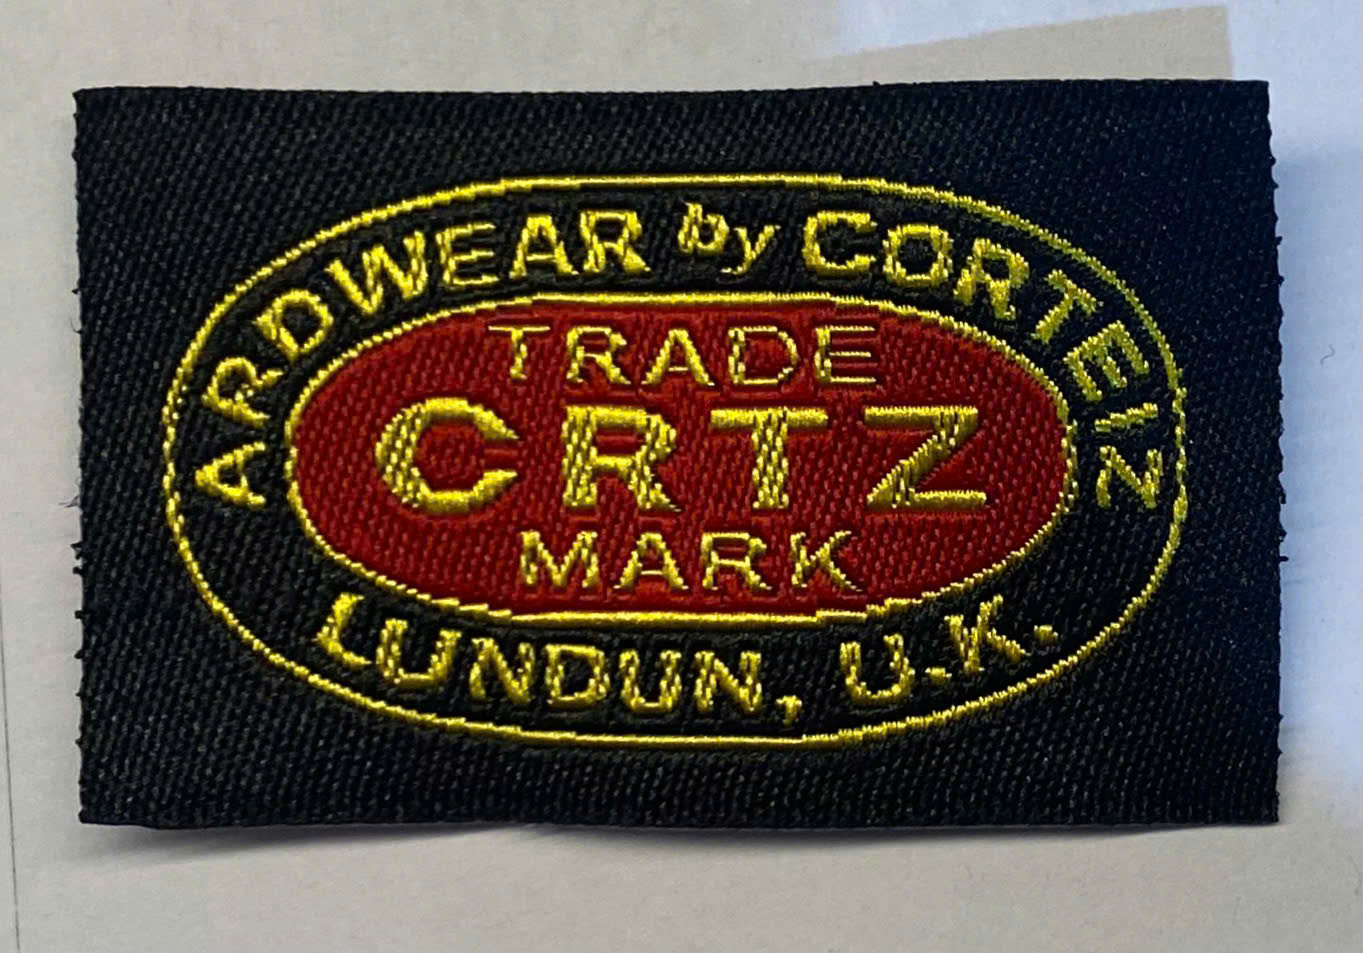 ARDWEAR by CORTEIZ
TRADE
CRTZ
MARK
LUNDUN, U.K.